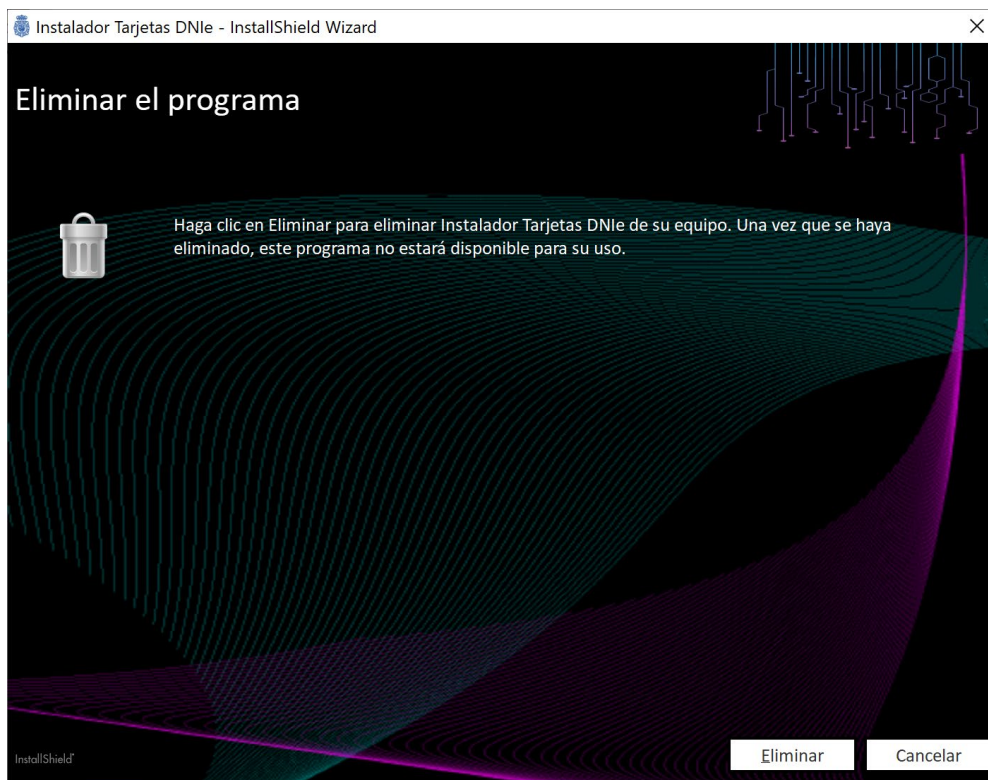 Instalador Tarjetas DNIe - InstallShield Wizard
Eliminar el programa
Haga clic en Eliminar para eliminar Instalador Tarjetas DNIe de su equipo. Una vez que se haya
eliminado, este programa no estará disponible para su uso.
InstallShield
Eliminar
Cancelar